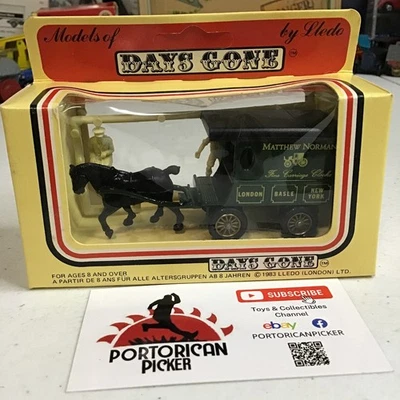 Models of
by Lledo
DAYS GONE
TM
MATTHEW NORMAN
Fine Carriage Clocks
LONDON
BASLE
NEW YORK
DAYS GONE
TM
FOR AGES 8 AND OVER
A PARTIR DE 8 ANS FÜR ALLE ALTERSGRUPPEN AB 8 JAHREN © 1983 LLEDO (LONDON) LTD.
PORTORICAN
PICKER
SUBSCRIBE
Toys & Collectibles
Channel
ebay
PORTORICANPICKER